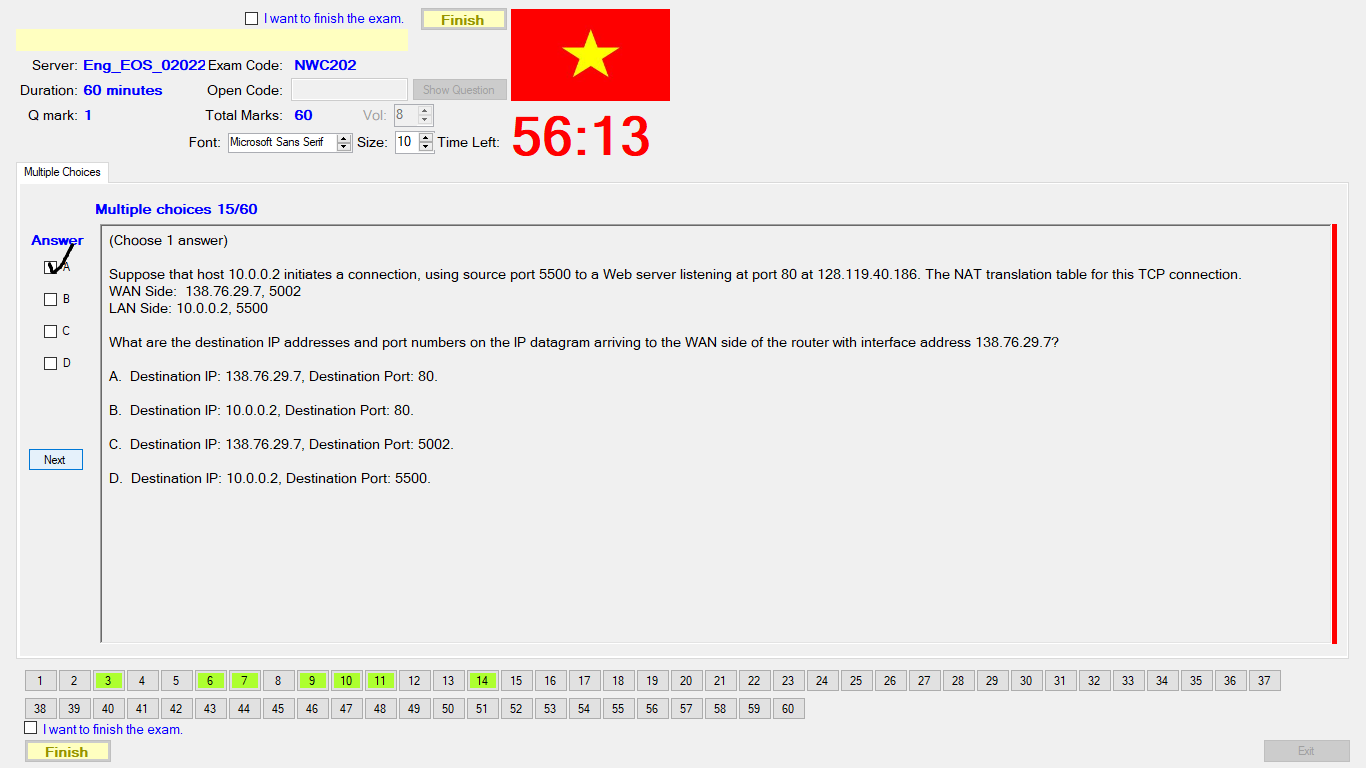 I want to finish the exam.
Finish
Server: Eng_EOS_02022 Exam Code: NWC202
Duration: 60 minutes Open Code: Show Question
Q mark: 1 Total Marks: 60 Vol: 8
Font: Microsoft Sans Serif Size: 10 Time Left: 56:13
Multiple Choices
Multiple choices 15/60
Answer
A
B
C
D
Next
(Choose 1 answer)
Suppose that host 10.0.0.2 initiates a connection, using source port 5500 to a Web server listening at port 80 at 128.119.40.186. The NAT translation table for this TCP connection.
WAN Side:  138.76.29.7, 5002
LAN Side: 10.0.0.2, 5500
What are the destination IP addresses and port numbers on the IP datagram arriving to the WAN side of the router with interface address 138.76.29.7?
A.  Destination IP: 138.76.29.7, Destination Port: 80.
B.  Destination IP: 10.0.0.2, Destination Port: 80.
C.  Destination IP: 138.76.29.7, Destination Port: 5002.
D.  Destination IP: 10.0.0.2, Destination Port: 5500.
1 2 3 4 5 6 7 8 9 10 11 12 13 14 15 16 17 18 19 20 21 22 23 24 25 26 27 28 29 30 31 32 33 34 35 36 37
38 39 40 41 42 43 44 45 46 47 48 49 50 51 52 53 54 55 56 57 58 59 60
I want to finish the exam.
Finish
Exit